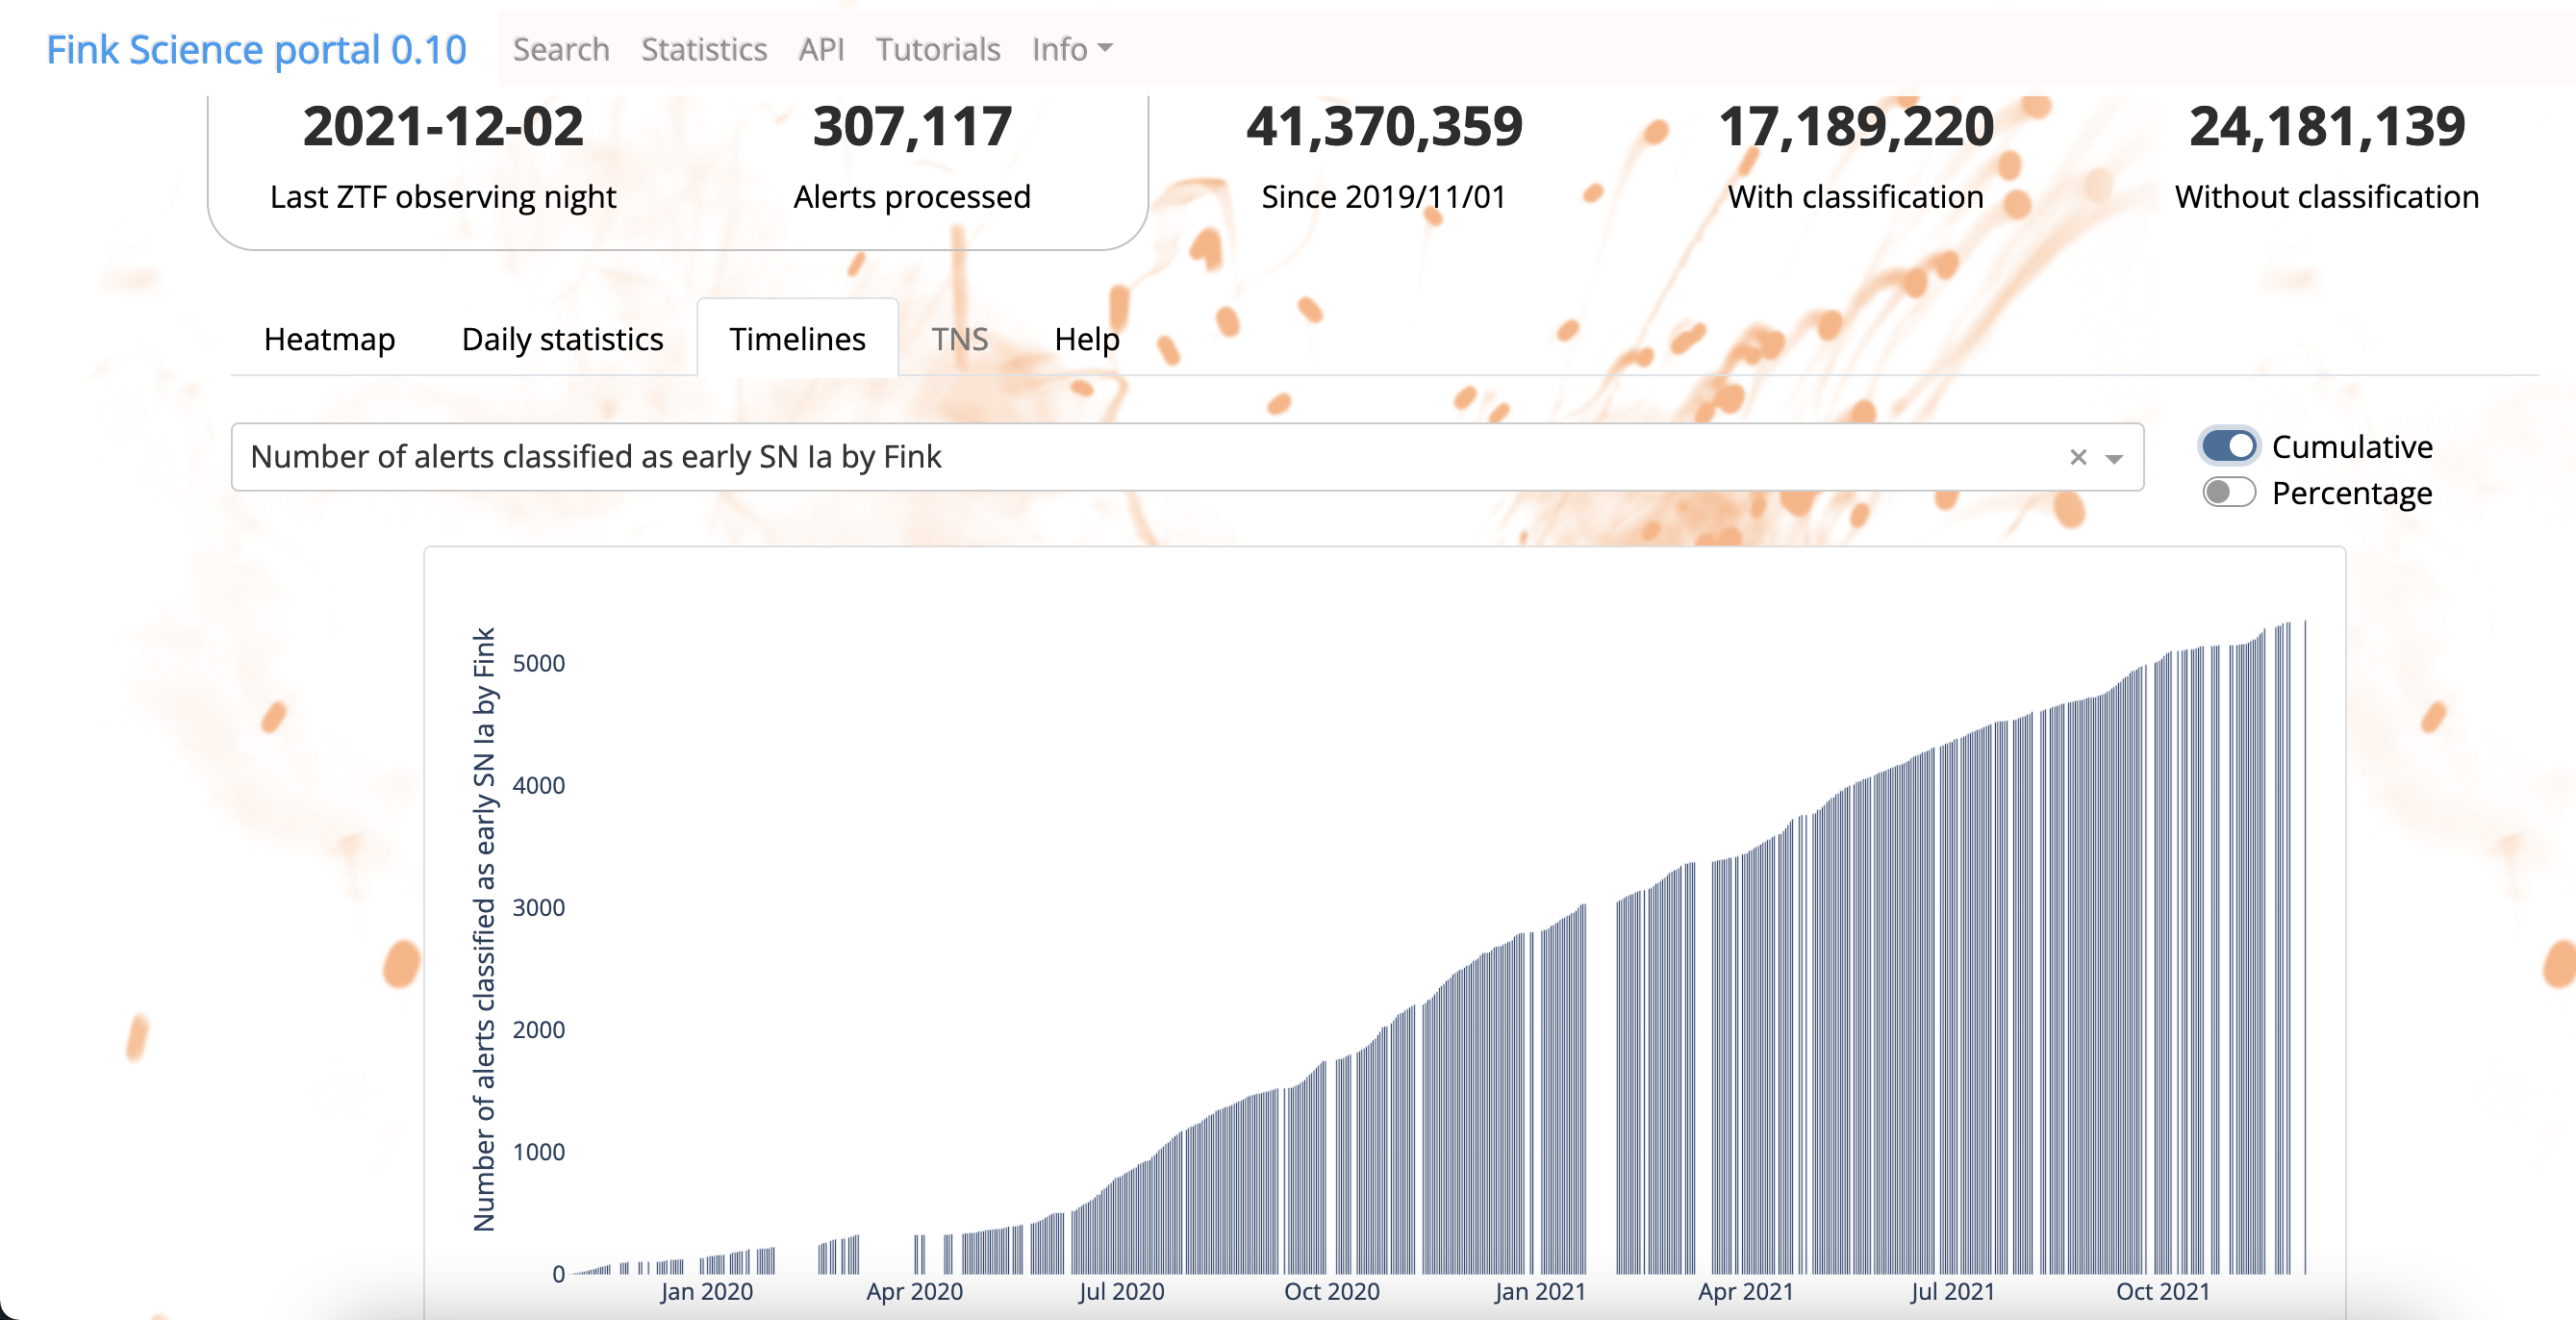 Fink Science portal 0.10 Search Statistics API Tutorials Info
2021-12-02 307,117 41,370,359 17,189,220 24,181,139
Last ZTF observing night Alerts processed Since 2019/11/01 With classification Without classification
Heatmap Daily statistics Timelines TNS Help
Number of alerts classified as early SN Ia by Fink
Cumulative
Percentage
Number of alerts classified as early SN Ia by Fink
5000
4000
3000
2000
1000
0
Jan 2020 Apr 2020 Jul 2020 Oct 2020 Jan 2021 Apr 2021 Jul 2021 Oct 2021